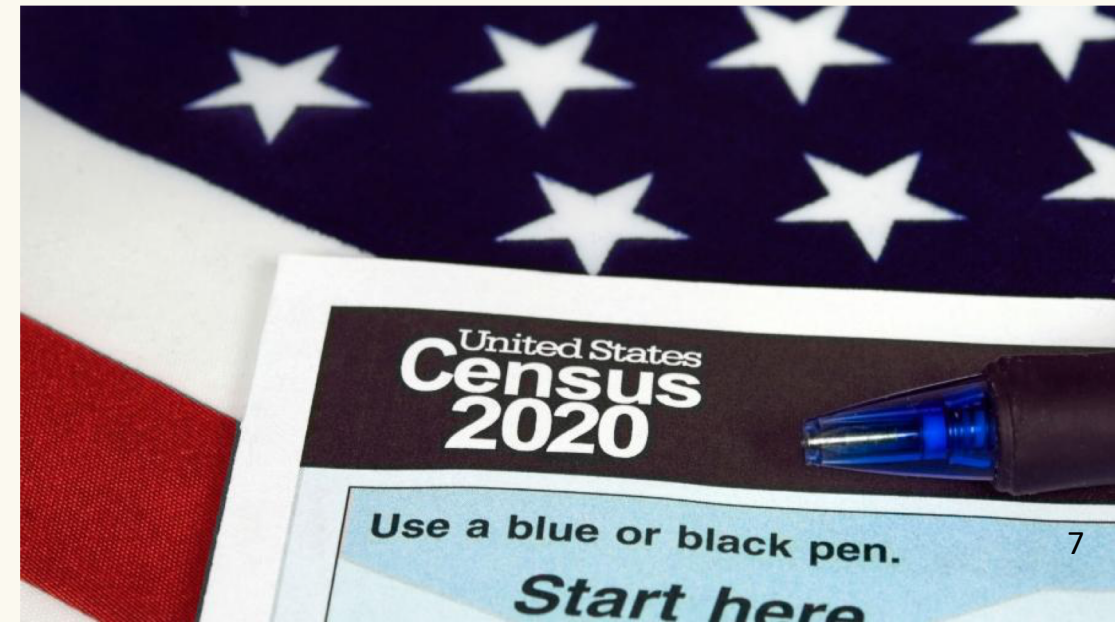 United States
Census
2020
Use a blue or black pen.
7
Start here